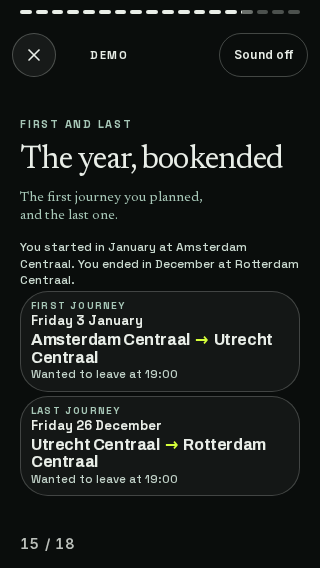 DEMO
Sound off
FIRST AND LAST
The year, bookended
The first journey you planned,
and the last one.
You started in January at Amsterdam
Centraal. You ended in December at Rotterdam
Centraal.
FIRST JOURNEY
Friday 3 January
Amsterdam Centraal → Utrecht
Centraal
Wanted to leave at 19:00
LAST JOURNEY
Friday 26 December
Utrecht Centraal → Rotterdam
Centraal
Wanted to leave at 19:00
15 / 18